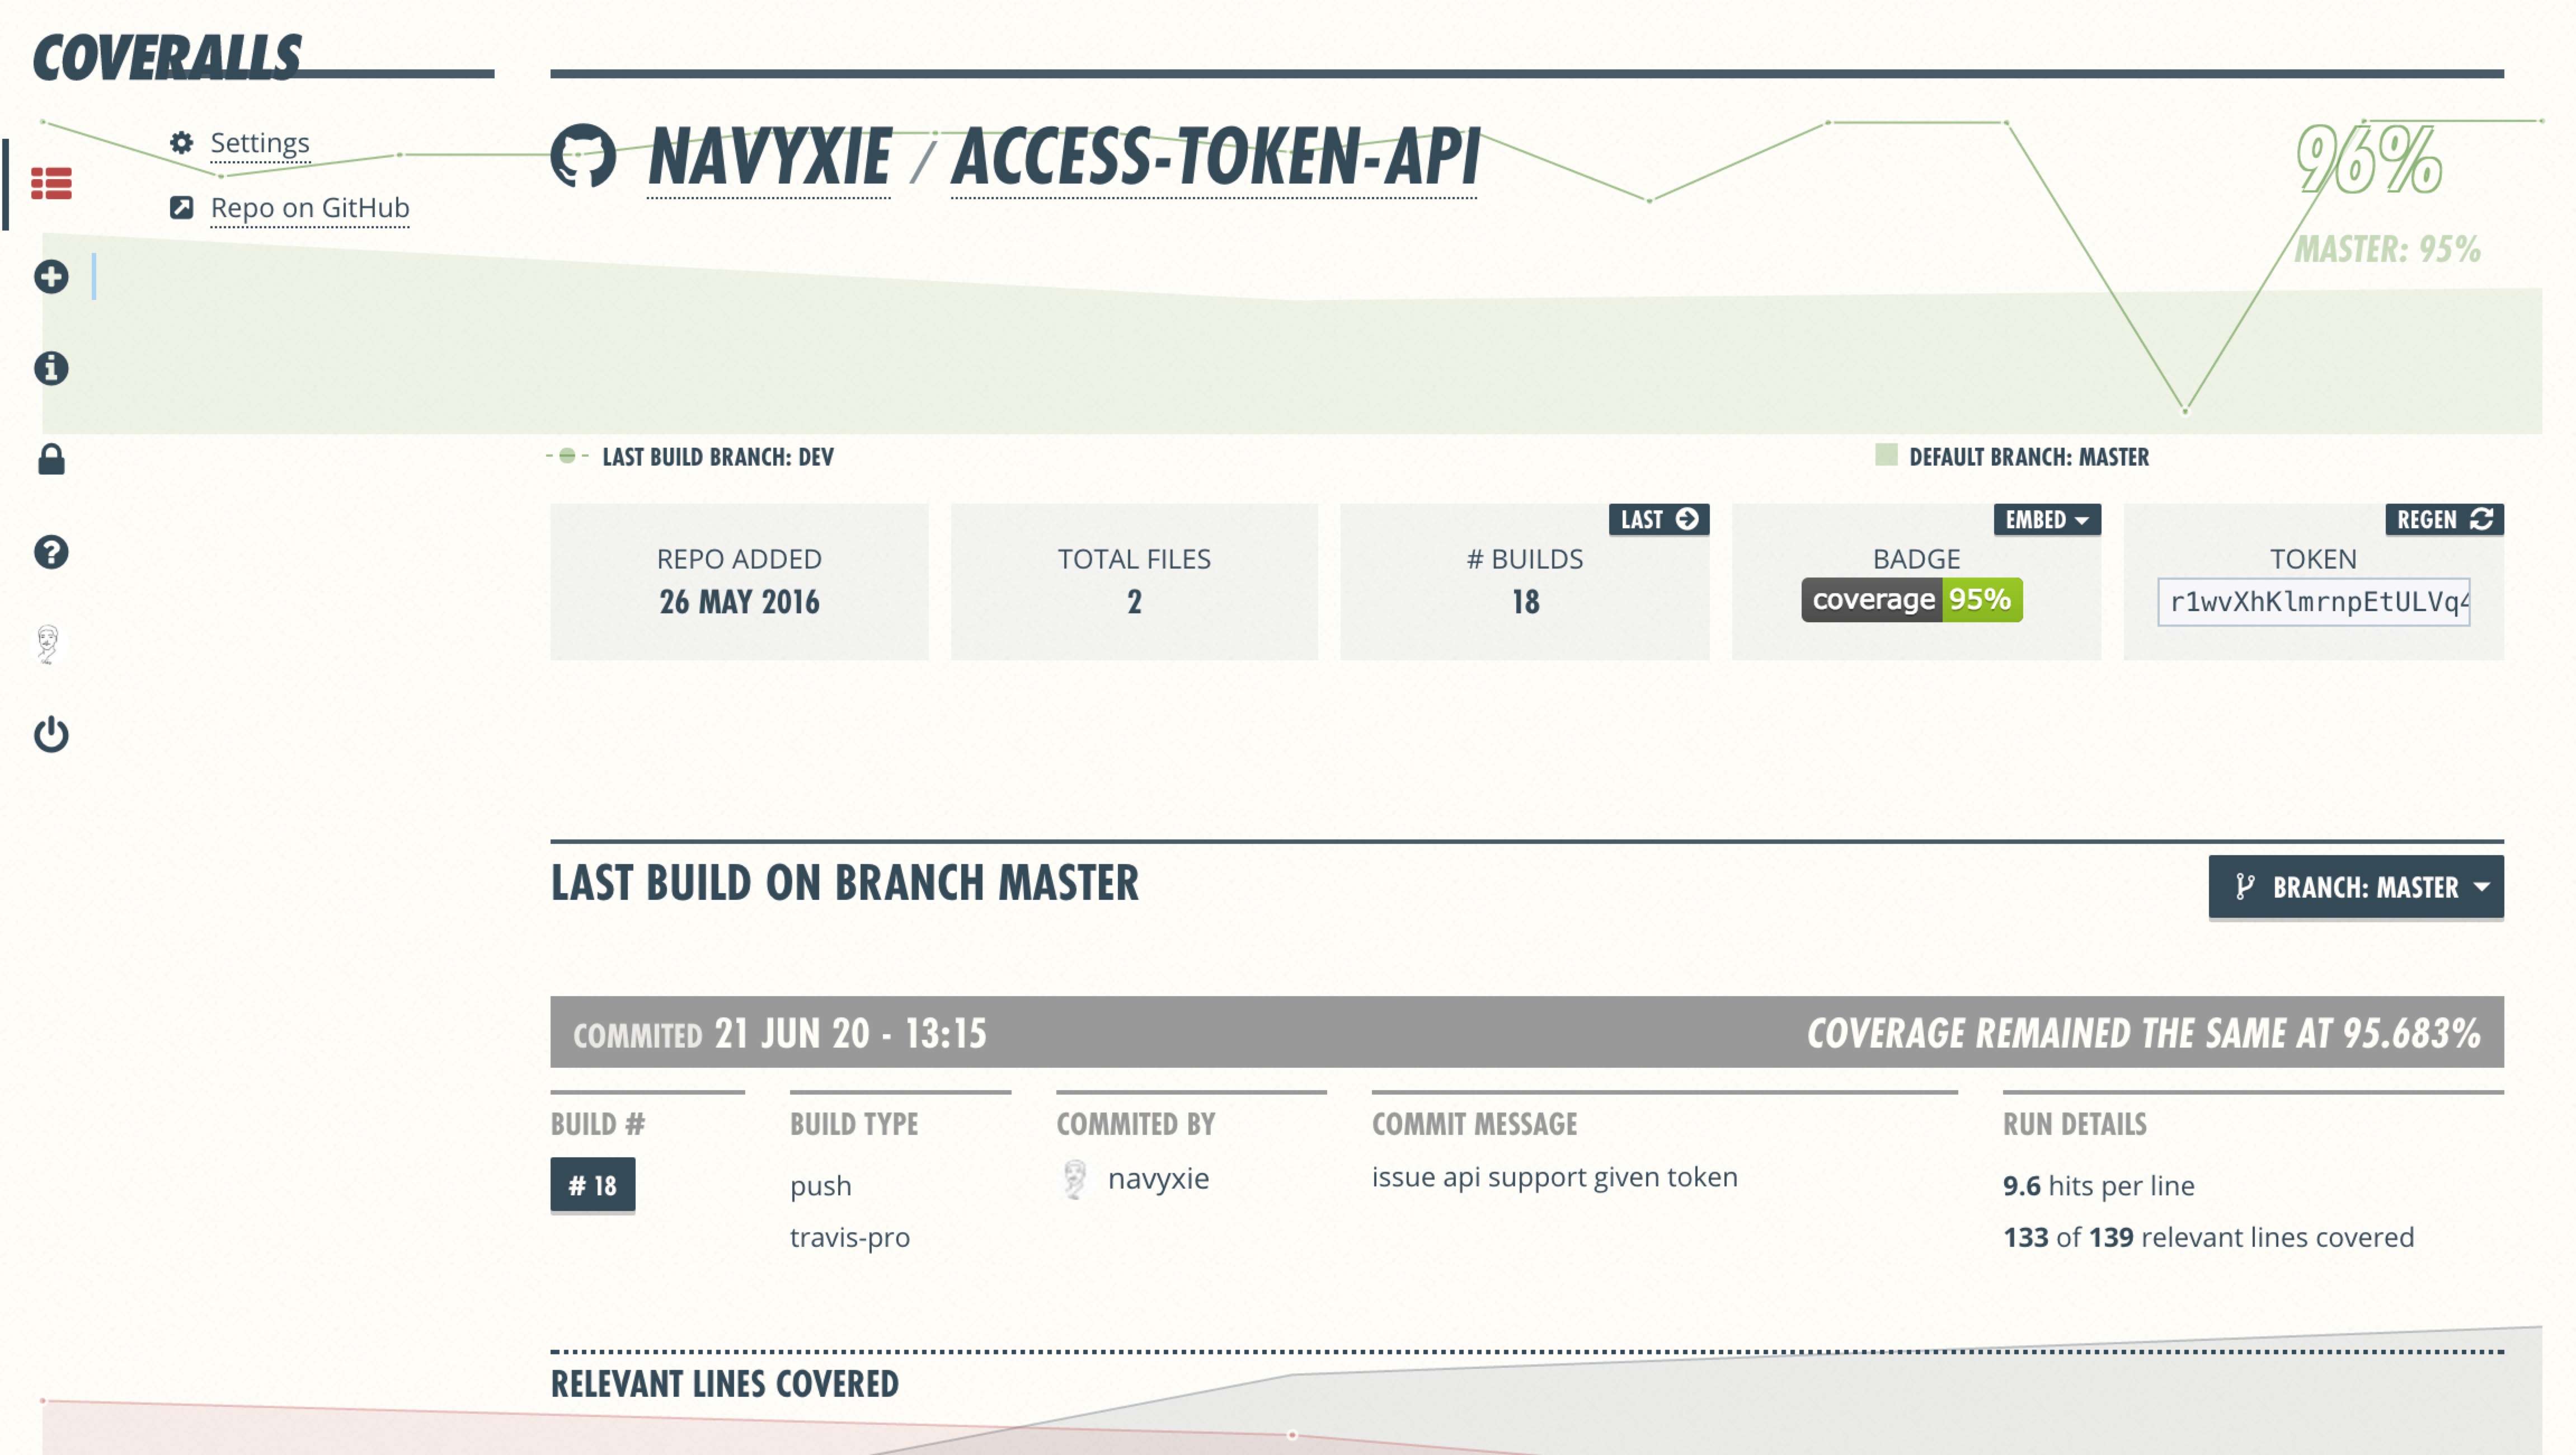 COVERALLS
Settings
Repo on GitHub
NAVYXIE / ACCESS-TOKEN-API
96%
MASTER: 95%
LAST BUILD BRANCH: DEV
DEFAULT BRANCH: MASTER
REPO ADDED
26 MAY 2016
TOTAL FILES
2
LAST
# BUILDS
18
EMBED
BADGE
coverage 95%
REGEN
TOKEN
r1wvXhKlmrnpEtULVq4
LAST BUILD ON BRANCH MASTER
BRANCH: MASTER
COMMITED 21 JUN 20 - 13:15
COVERAGE REMAINED THE SAME AT 95.683%
BUILD #
# 18
BUILD TYPE
push
travis-pro
COMMITED BY
navyxie
COMMIT MESSAGE
issue api support given token
RUN DETAILS
9.6 hits per line
133 of 139 relevant lines covered
RELEVANT LINES COVERED